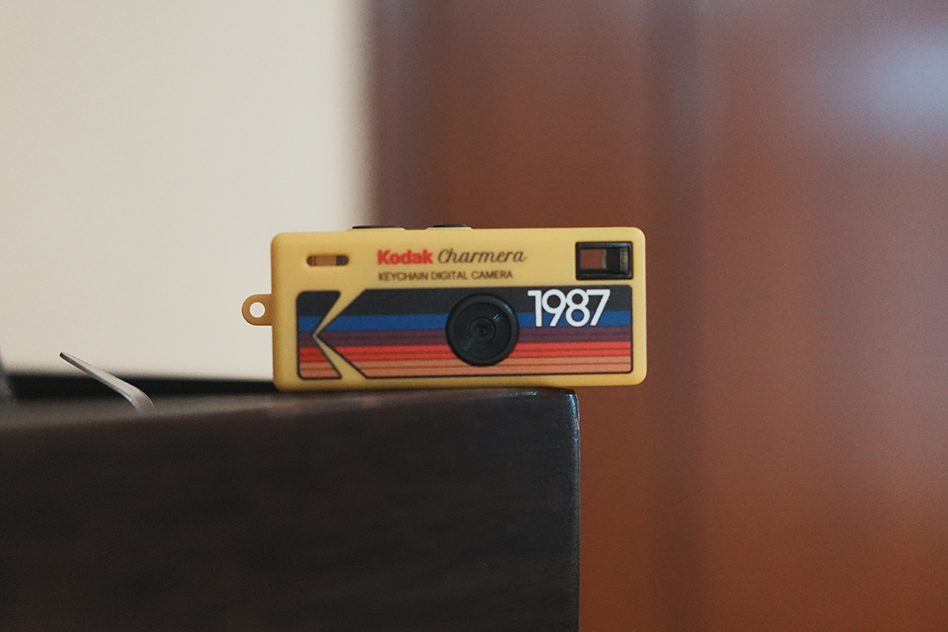 Kodak Charmera
KEYCHAIN DIGITAL CAMERA
1987